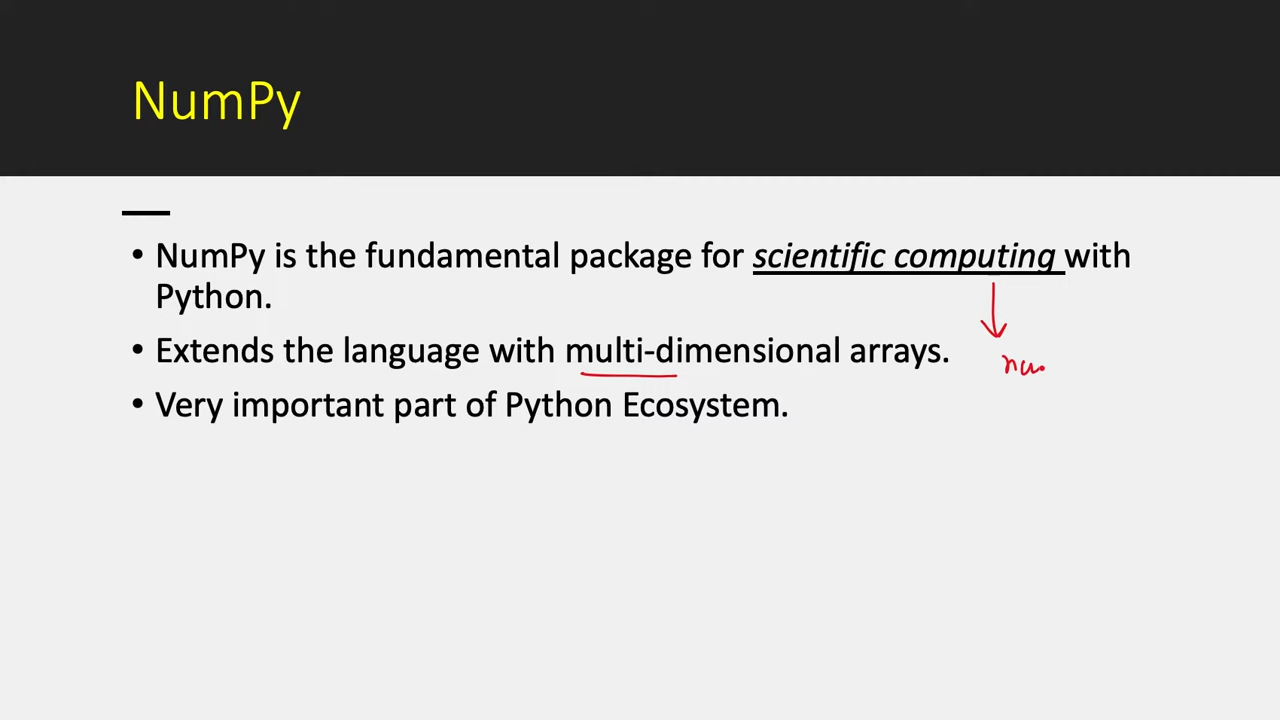 NumPy
• NumPy is the fundamental package for scientific computing with
Python.
• Extends the language with multi-dimensional arrays.
• Very important part of Python Ecosystem.